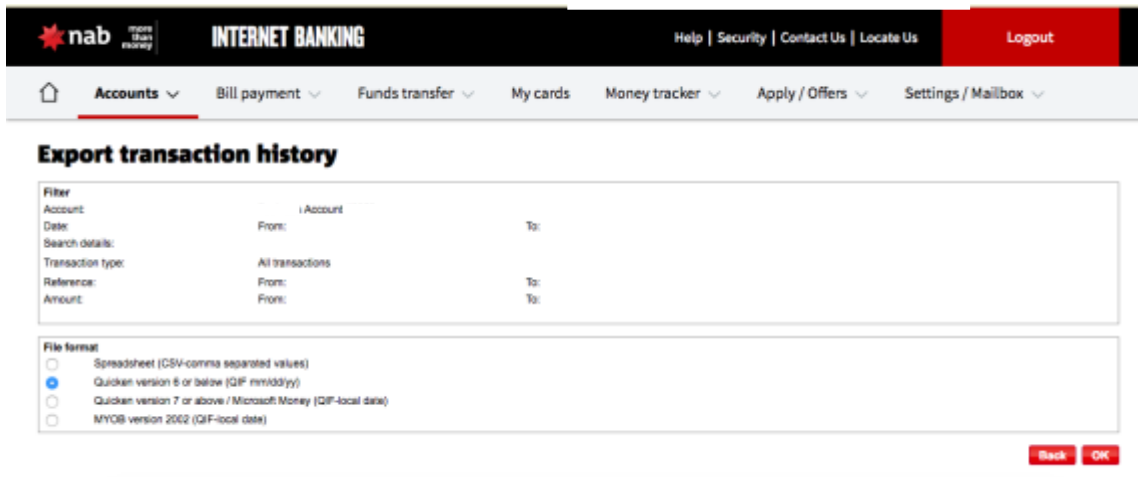 nab more than money INTERNET BANKING Help | Security | Contact Us | Locate Us Logout
Accounts Bill payment Funds transfer My cards Money tracker Apply / Offers Settings / Mailbox
Export transaction history
Filter
Account: Account
Date: From: To:
Search details:
Transaction type: All transactions
Reference: From: To:
Amount: From: To:
File format
Spreadsheet (CSV-comma separated values)
Quicken version 6 or below (QIF mm/dd/yy)
Quicken version 7 or above / Microsoft Money (QIF-local date)
MYOB version 2002 (QIF-local date)
Back OK